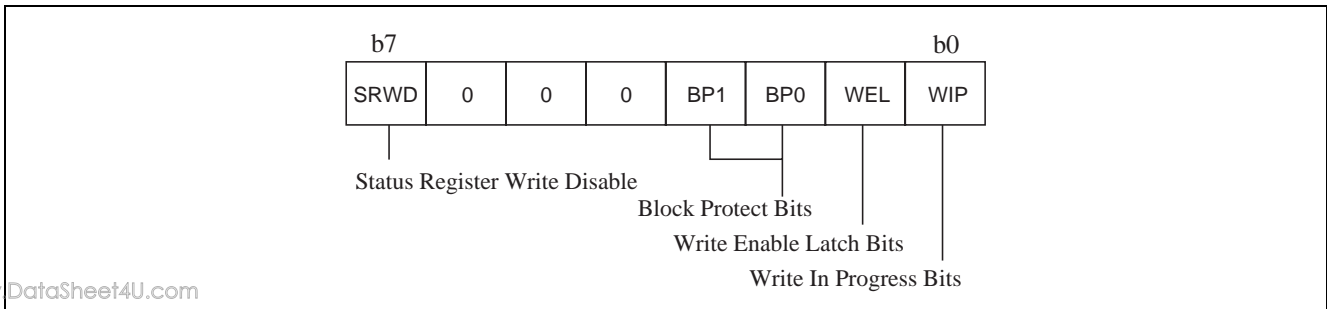 b7 b0
SRWD 0 0 0 BP1 BP0 WEL WIP
Status Register Write Disable
Block Protect Bits
Write Enable Latch Bits
Write In Progress Bits
.DataSheet4U.com